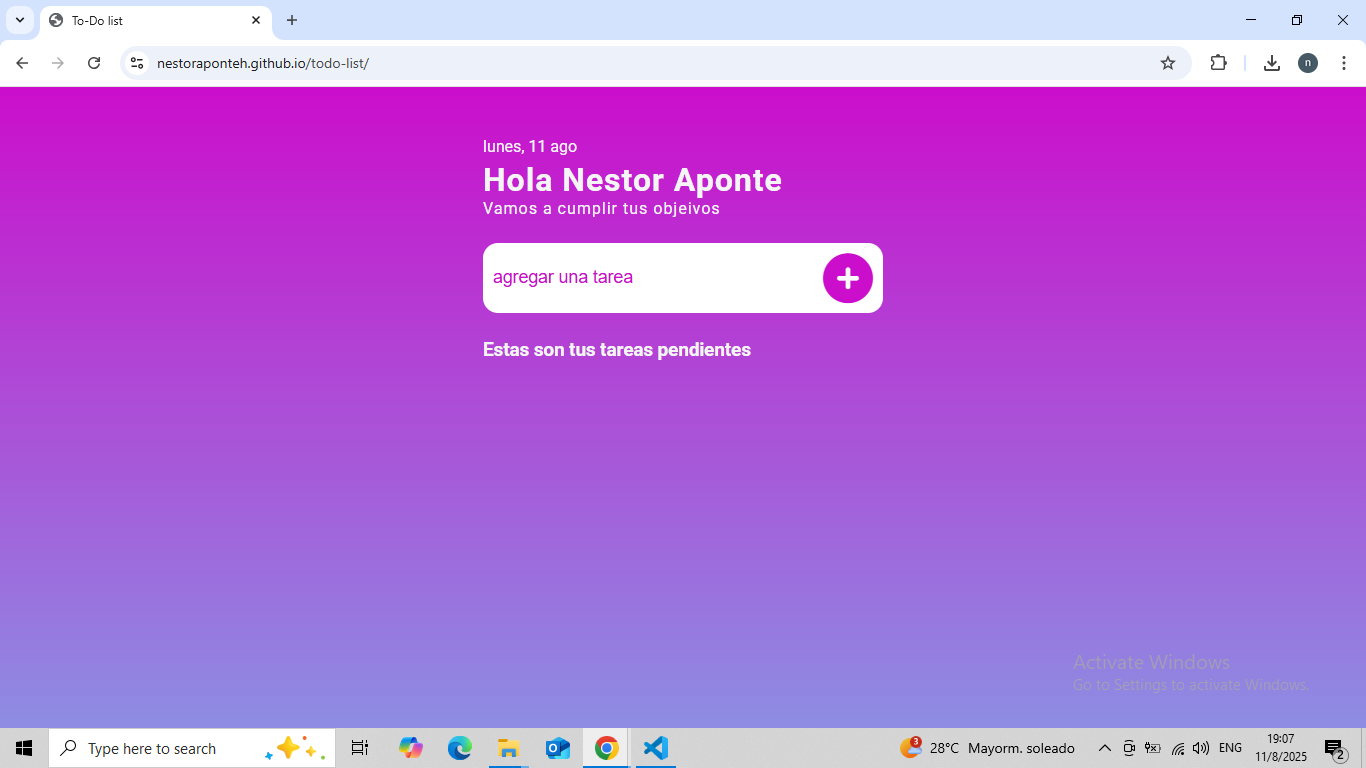 To-Do list
nestoraponteh.github.io/todo-list/
n
lunes, 11 ago
Hola Nestor Aponte
Vamos a cumplir tus objeivos
agregar una tarea
Estas son tus tareas pendientes
Activate Windows
Go to Settings to activate Windows.
Type here to search
3
28°C Mayorm. soleado
ENG
19:07
11/8/2025
2